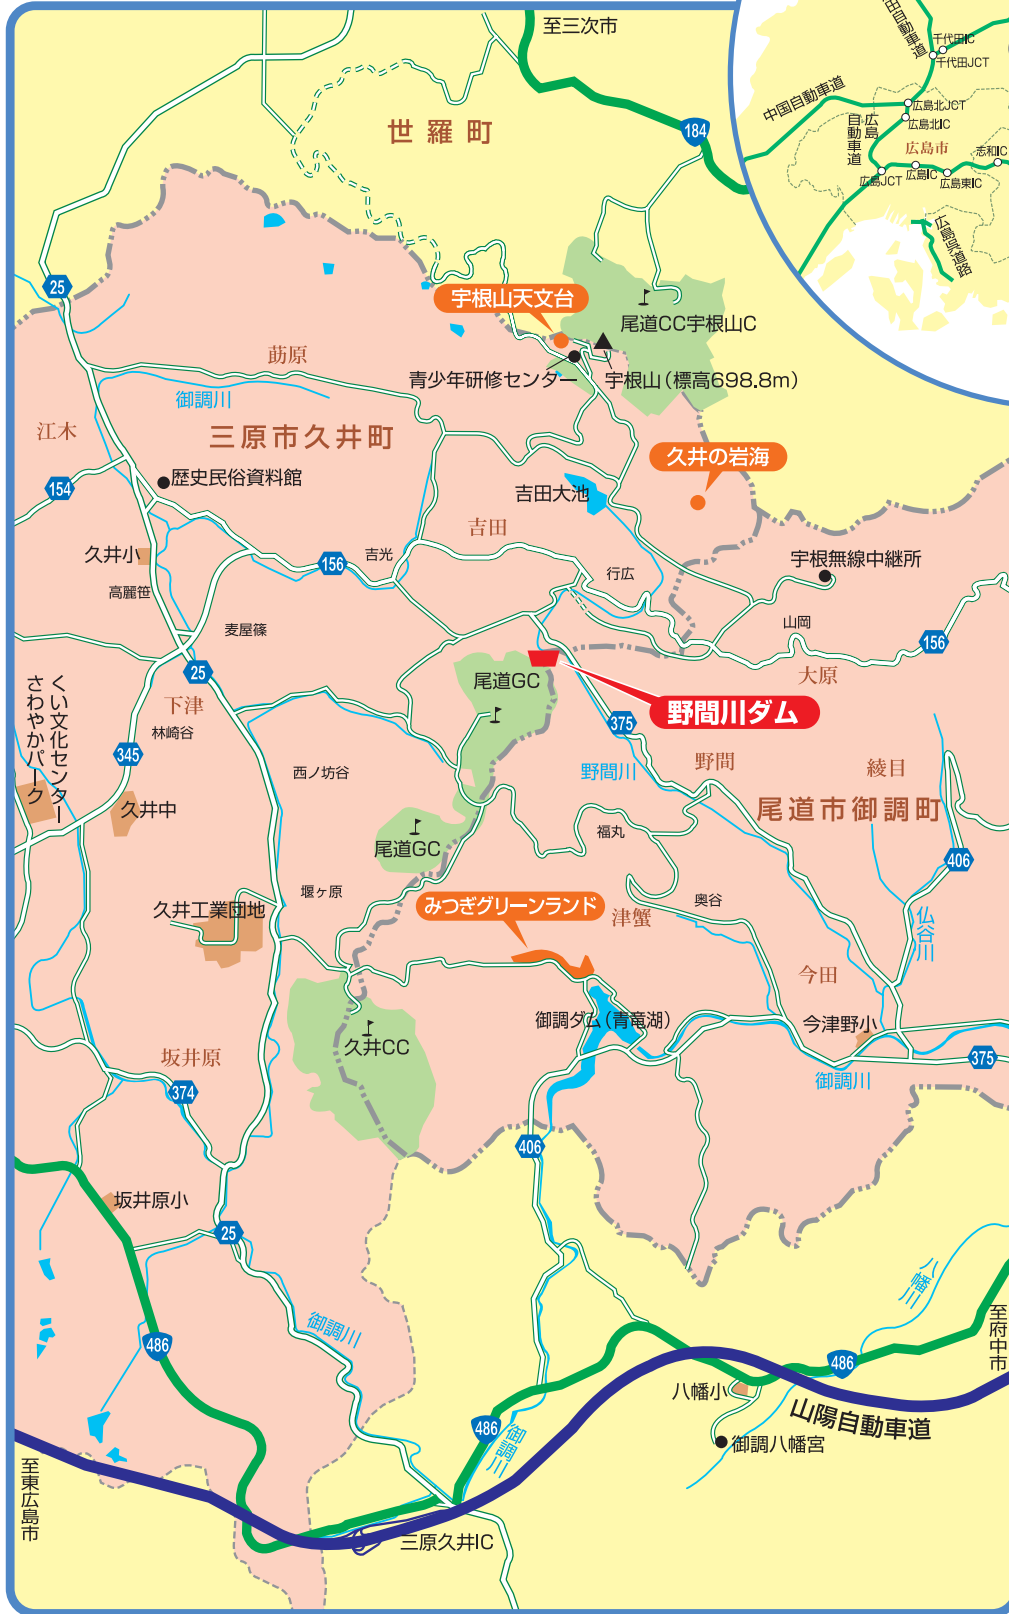 至三次市
世羅町
184
田自動車道
千代田IC
千代田JCT
中国自動車道
広島北JCT
広島北IC
広島
自動車道
広島市
志和IC
広島JCT
広島IC
広島東IC
広島呉道路
25
宇根山天文台
尾道CC宇根山C
莇原
青少年研修センター
宇根山(標高698.8m)
御調川
江木
三原市久井町
久井の岩海
154
歴史民俗資料館
吉田大池
吉田
久井小
156
吉光
宇根無線中継所
行広
高麗笹
麦屋篠
山岡
156
25
大原
尾道GC
くい文化センター
さわやかパーク
下津
林崎谷
野間川ダム
375
345
西ノ坊谷
野間川
野間
綾目
久井中
尾道市御調町
福丸
尾道GC
406
堰ヶ原
奥谷
久井工業団地
みつぎグリーンランド
津蟹
仏谷川
今田
御調ダム(青竜湖)
今津野小
久井CC
坂井原
375
御調川
374
406
坂井原小
25
八幡川
御調川
至府中市
486
486
八幡小
山陽自動車道
486
御調川
御調八幡宮
至東広島市
三原久井IC